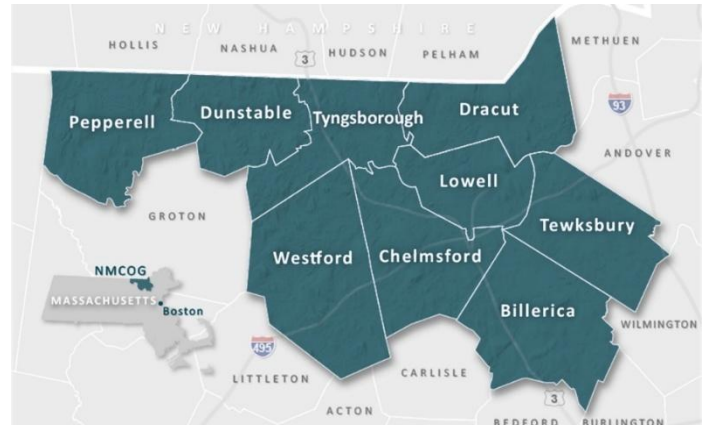 NEW HAMPSHIRE
HOLLIS
NASHUA
3
HUDSON
PELHAM
METHUEN
93
Pepperell
Dunstable
Tyngsborough
Dracut
ANDOVER
Lowell
GROTON
Tewksbury
Westford
Chelmsford
NMCOG
MASSACHUSETTS
Boston
Billerica
WILMINGTON
495
LITTLETON
CARLISLE
3
ACTON
BEDFORD
BURLINGTON